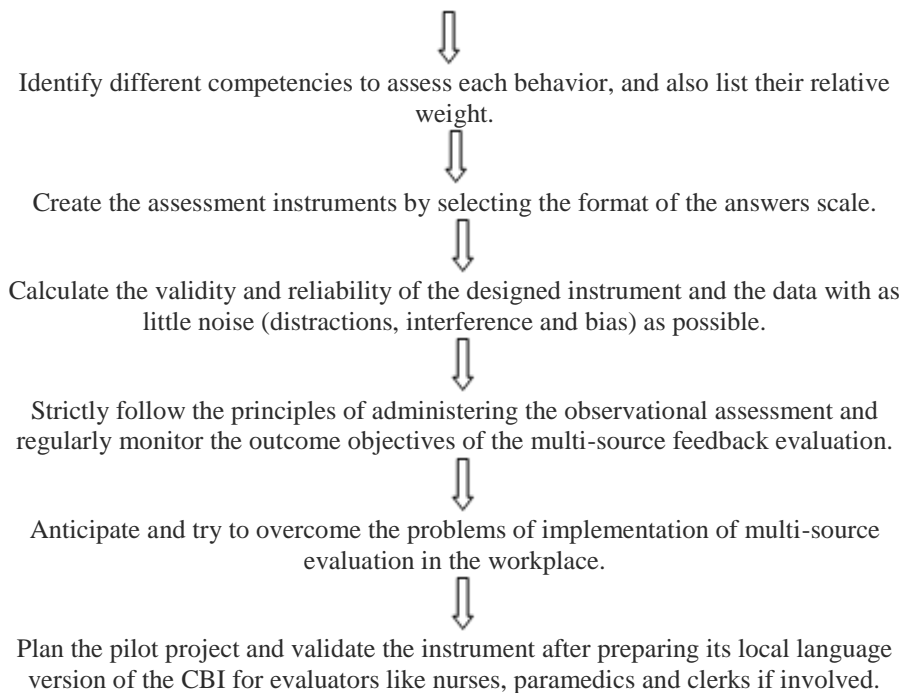 Identify different competencies to assess each behavior, and also list their relative
weight.
Create the assessment instruments by selecting the format of the answers scale.
Calculate the validity and reliability of the designed instrument and the data with as
little noise (distractions, interference and bias) as possible.
Strictly follow the principles of administering the observational assessment and
regularly monitor the outcome objectives of the multi-source feedback evaluation.
Anticipate and try to overcome the problems of implementation of multi-source
evaluation in the workplace.
Plan the pilot project and validate the instrument after preparing its local language
version of the CBI for evaluators like nurses, paramedics and clerks if involved.